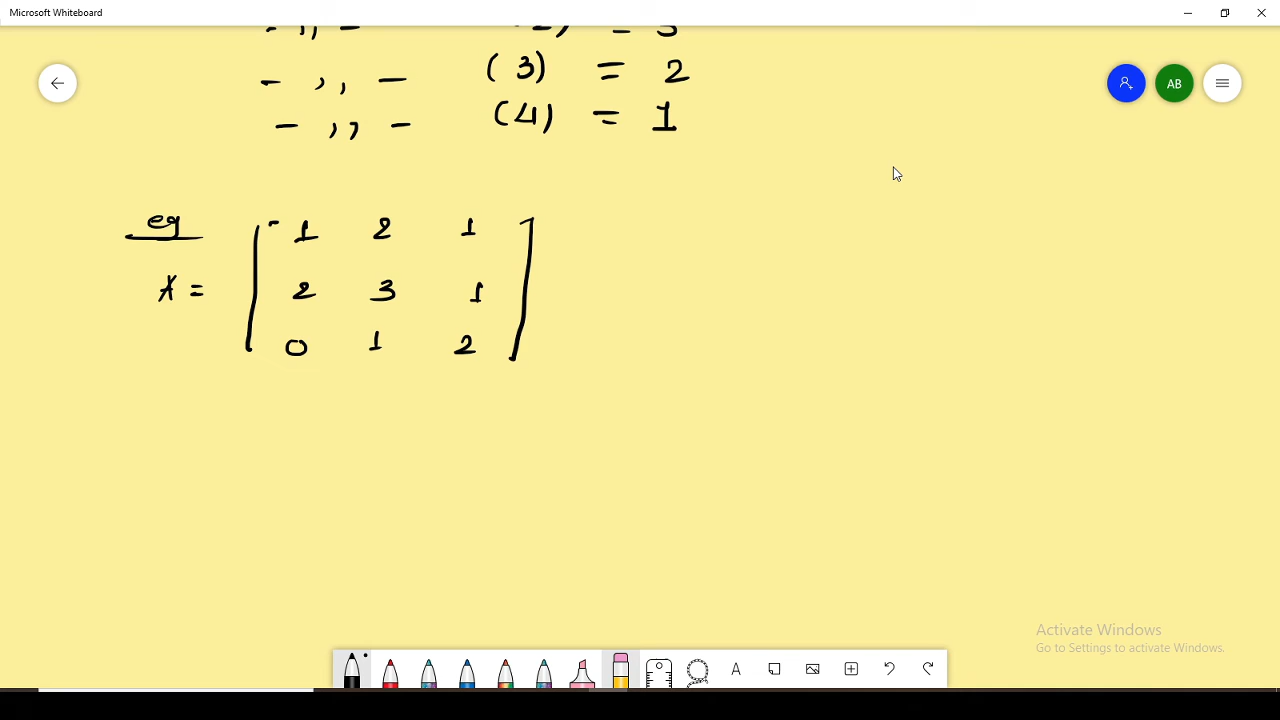 Microsoft Whiteboard
- ,, - = 3
- ,, - (3) = 2
- ,, - (4) = 1
AB
eg
1 2 1
A = 2 3 1
0 1 2
Activate Windows
Go to Settings to activate Windows.
A